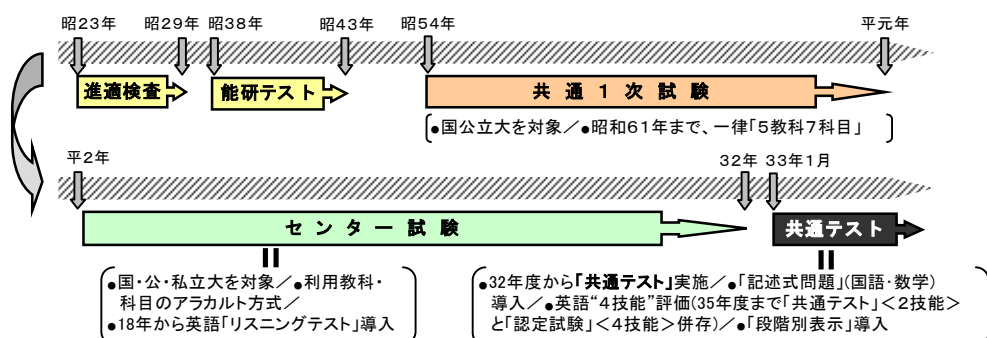 昭23年 昭29年 昭38年 昭43年 昭54年 平元年
進適検査 能研テスト 共通1次試験
●国公立大を対象/●昭和61年まで、一律「5教科7科目」
平2年 32年 33年1月
センター試験 共通テスト
●国・公・私立大を対象/●利用教科・
科目のアラカルト方式/
●18年から英語「リスニングテスト」導入
●32年度から「共通テスト」実施/●「記述式問題」(国語・数学)
導入/●英語“4技能”評価(35年度まで「共通テスト」<2技能>
と「認定試験」<4技能>併存)/●「段階別表示」導入